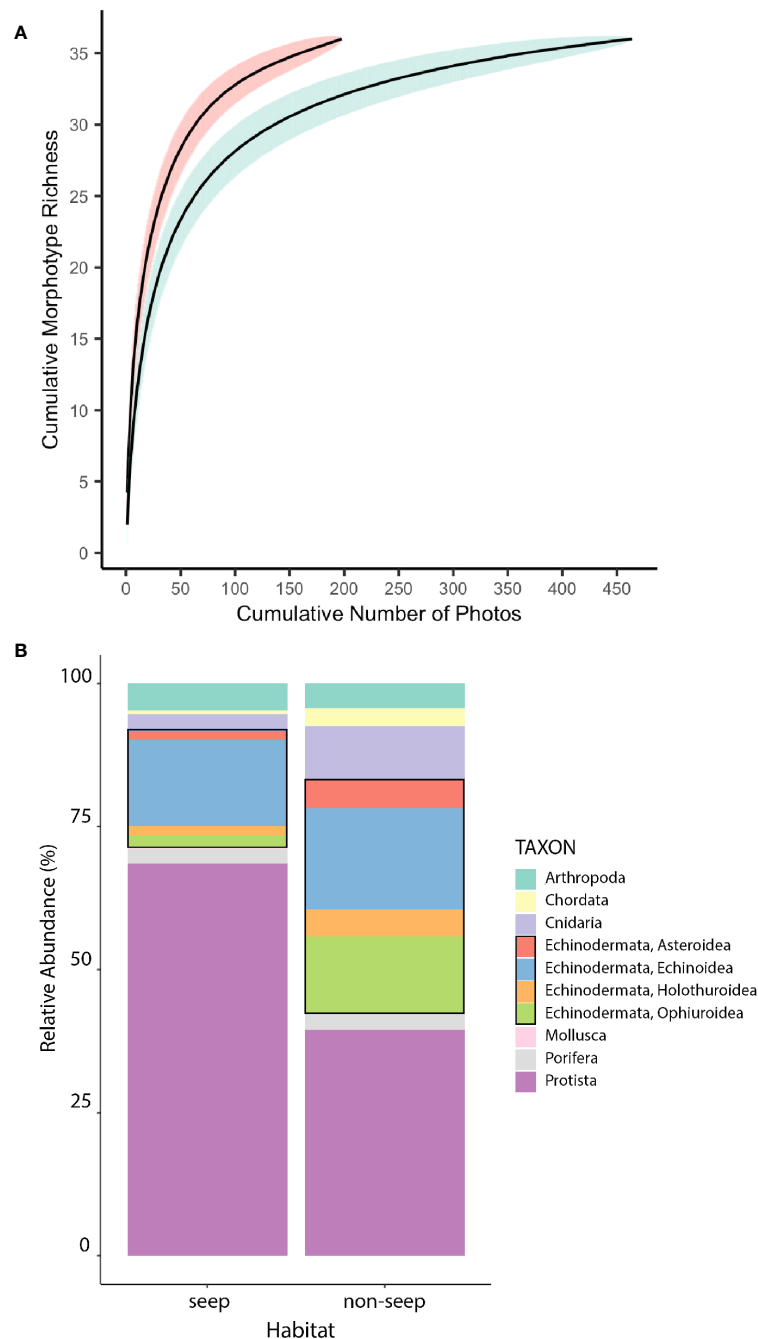 A
35
30
25
20
15
10
5
0
Cumulative Morphotype Richness
0 50 100 150 200 250 300 350 400 450
Cumulative Number of Photos
B
100
75
50
25
0
Relative Abundance (%)
seep non-seep
Habitat
TAXON
Arthropoda
Chordata
Cnidaria
Echinodermata, Asteroidea
Echinodermata, Echinoidea
Echinodermata, Holothuroidea
Echinodermata, Ophiuroidea
Mollusca
Porifera
Protista